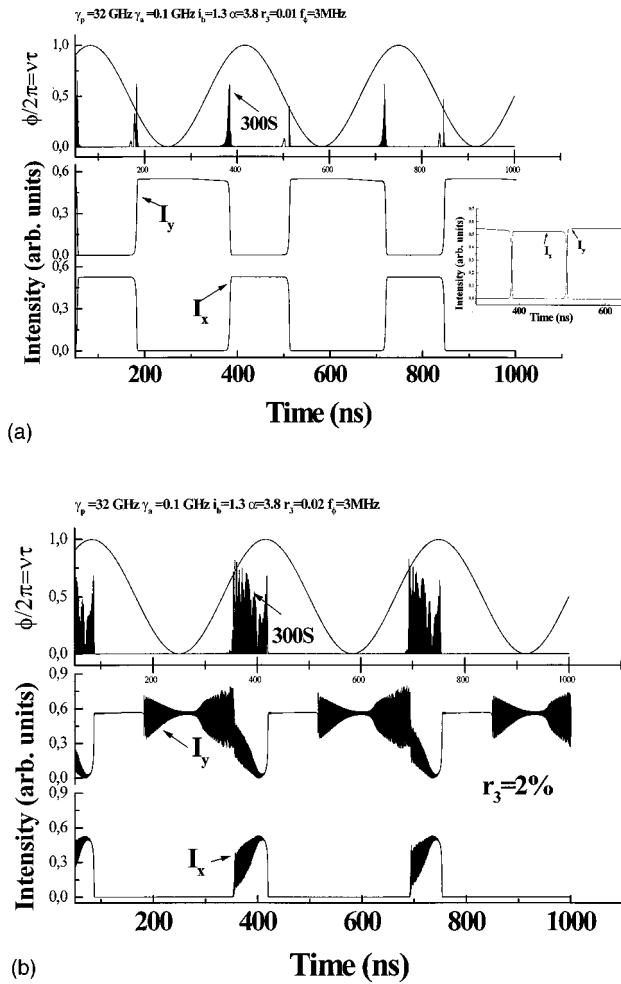 γp =32 GHz γa =0.1 GHz ib=1.3 α=3.8 r3=0.01 fϕ=3MHz
ϕ/2π=ντ
1,0
0,5
0,0
300S
200 400 600 800 1000
Intensity (arb. units)
0,6
0,3
0,0
Iy
0,6
0,3
0,0
Ix
200 400 600 800 1000
Time (ns)
Intensity (arb. units)
Ix
Iy
400 600
Time (ns)
(a)
γp =32 GHz γa =0.1 GHz ib=1.3 α=3.8 r3=0.02 fϕ=3MHz
ϕ/2π=ντ
1,0
0,5
0,0
300S
200 400 600 800 1000
Intensity (arb. units)
0,9
0,6
0,3
0,0
Iy
r3=2%
0,9
0,6
0,3
0,0
Ix
200 400 600 800 1000
Time (ns)
(b)